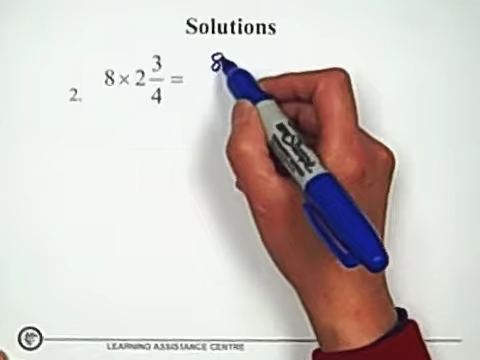 Solutions
2. 8 × 2 3/4 = 8
LEARNING ASSISTANCE CENTRE